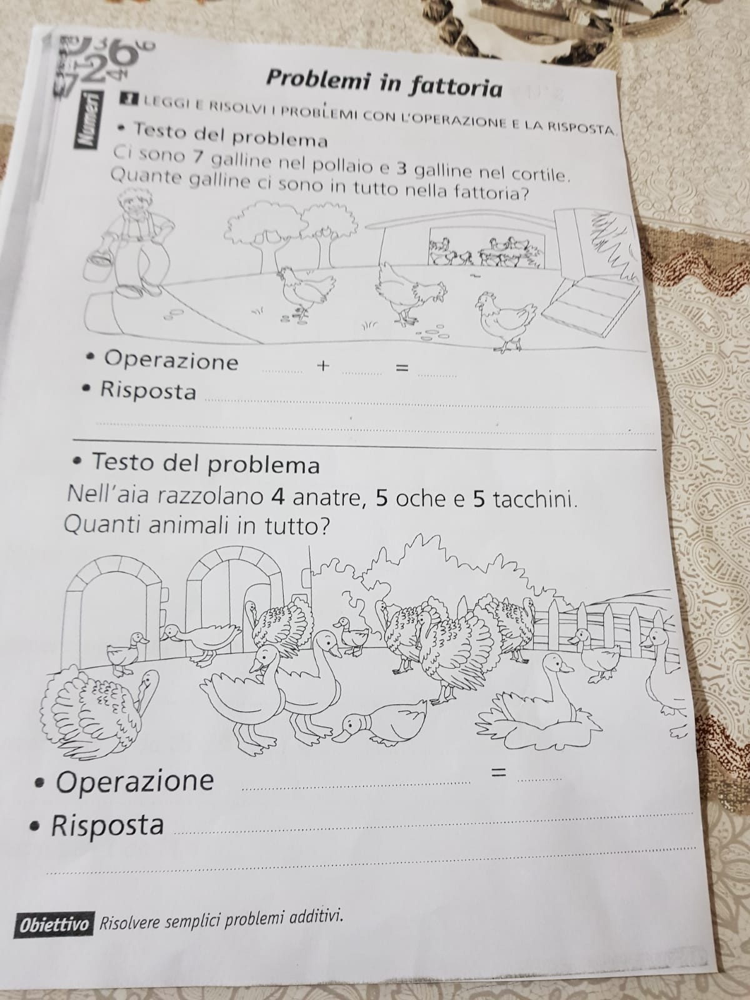 Problemi in fattoria
Numeri
1 LEGGI E RISOLVI I PROBLEMI CON L'OPERAZIONE E LA RISPOSTA.
• Testo del problema
Ci sono 7 galline nel pollaio e 3 galline nel cortile.
Quante galline ci sono in tutto nella fattoria?
• Operazione ........ + ........ = ........
• Risposta ........
• Testo del problema
Nell'aia razzolano 4 anatre, 5 oche e 5 tacchini.
Quanti animali in tutto?
• Operazione ........ = ........
• Risposta ........
Obiettivo Risolvere semplici problemi additivi.